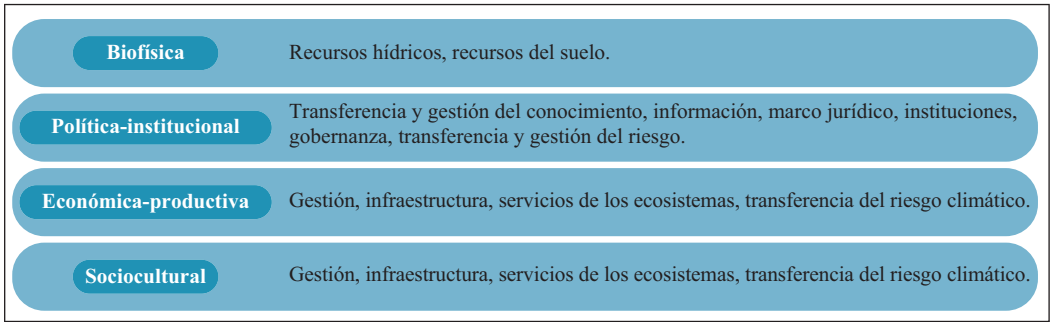 Biofísica
Recursos hídricos, recursos del suelo.
Política-institucional
Transferencia y gestión del conocimiento, información, marco jurídico, instituciones,
gobernanza, transferencia y gestión del riesgo.
Económica-productiva
Gestión, infraestructura, servicios de los ecosistemas, transferencia del riesgo climático.
Sociocultural
Gestión, infraestructura, servicios de los ecosistemas, transferencia del riesgo climático.